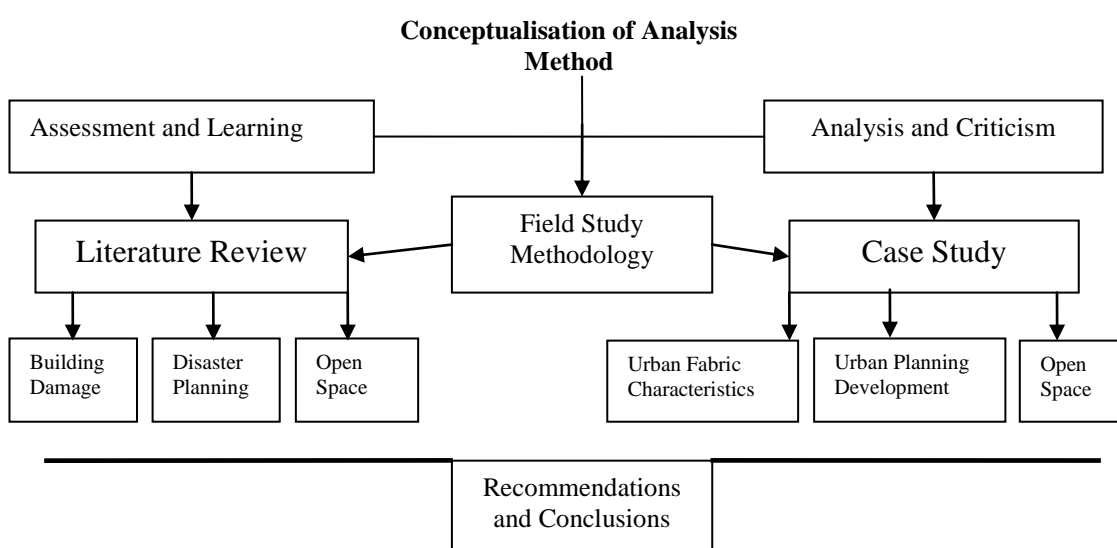 Conceptualisation of Analysis
Method
Assessment and Learning
Analysis and Criticism
Field Study
Methodology
Literature Review
Case Study
Building
Damage
Disaster
Planning
Open
Space
Urban Fabric
Characteristics
Urban Planning
Development
Open
Space
Recommendations
and Conclusions